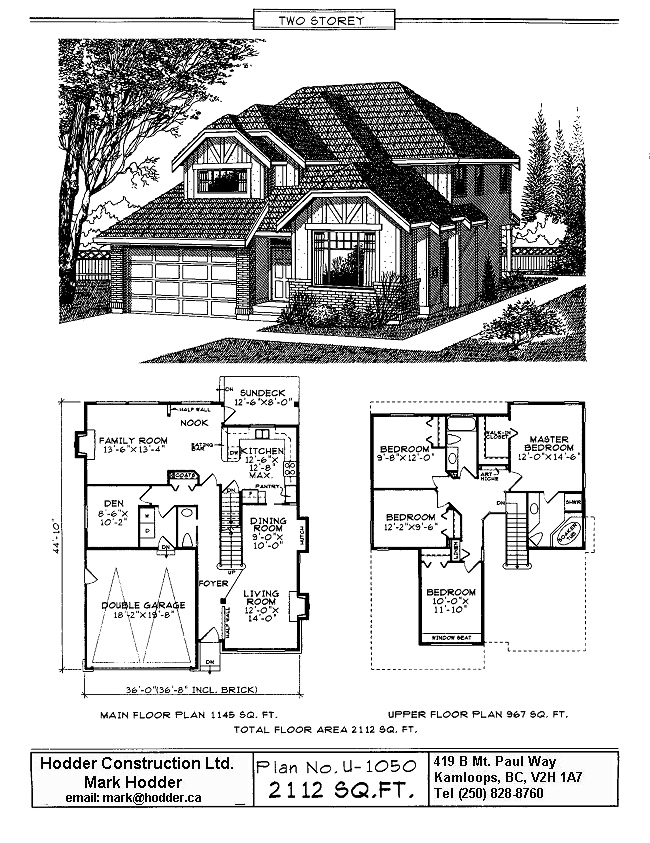 TWO STOREY
DN
SUNDECK
12'-6"X8'-0"
HALF WALL
NOOK
FAMILY ROOM
13'-6"X13'-4"
EATING
BAR
DW
KITCHEN
12'-6"X
12'-8"
MAX.
PANTRY
COATS
DN
DEN
8'-6"X
10'-2"
DN
DINING
ROOM
9'-0"X
10'-0"
HUTCH
UP
FOYER
DOUBLE GARAGE
18'-2"X19'-8"
LIVING
ROOM
12'-0"X
14'-0"
HALF WALL
DN
44'-10"
36'-0"(36'-8" INCL. BRICK)
BEDROOM
9'-8"X12'-0"
WALK-IN
CLOSET
MASTER
BEDROOM
12'-0"X14'-6"
ART
NICHE
BEDROOM
12'-2"X9'-6"
DN
SHWR
SOAKER
TUB
LINEN
BEDROOM
10'-0"X
11'-10"
WINDOW SEAT
MAIN FLOOR PLAN 1145 SQ. FT.
UPPER FLOOR PLAN 967 SQ. FT.
TOTAL FLOOR AREA 2112 SQ. FT.
Hodder Construction Ltd.
Mark Hodder
email: mark@hodder.ca
Plan No. U-1050
2112 SQ.FT.
419 B Mt. Paul Way
Kamloops, BC, V2H 1A7
Tel (250) 828-8760